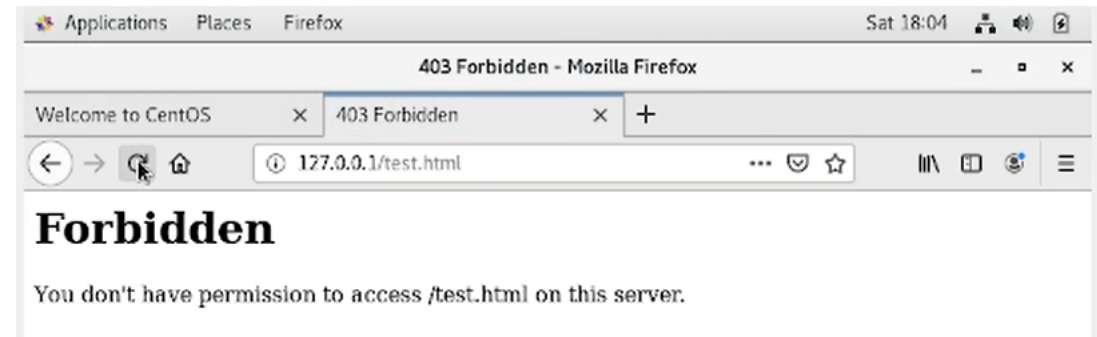 Applications Places Firefox Sat 18:04
403 Forbidden - Mozilla Firefox
Welcome to CentOS 403 Forbidden
127.0.0.1/test.html
Forbidden
You don't have permission to access /test.html on this server.